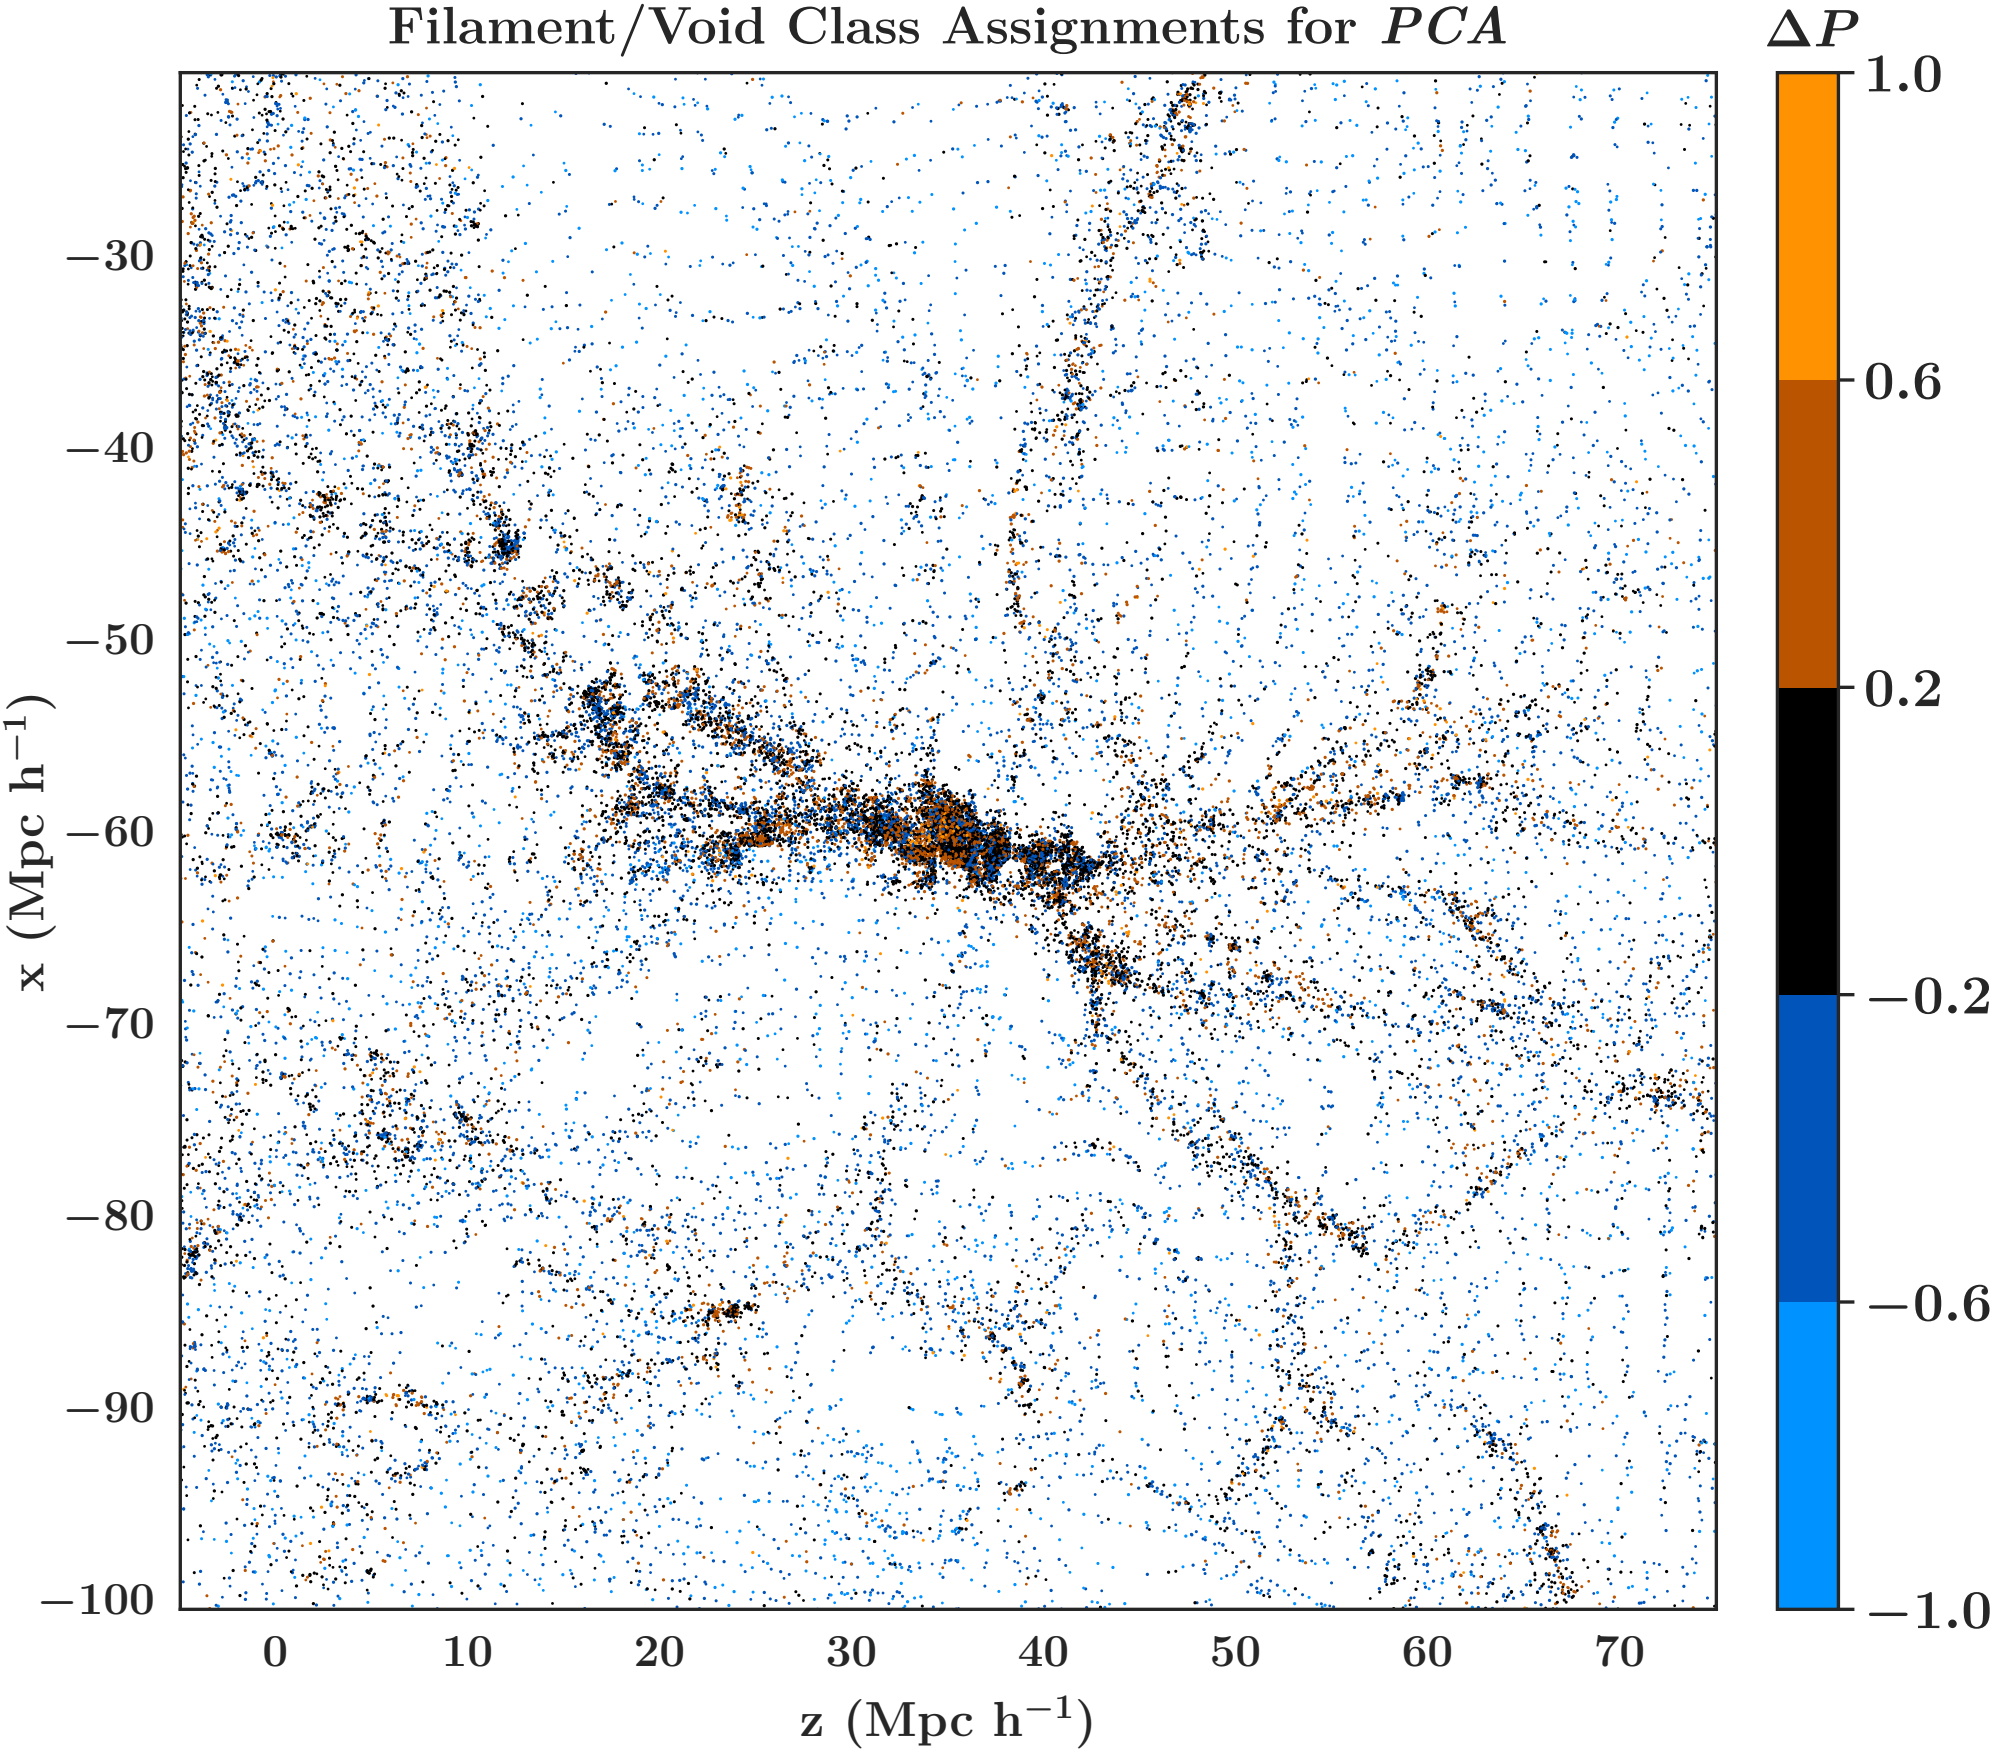 Filament/Void Class Assignments for PCA
ΔP
1.0
0.6
0.2
−0.2
−0.6
−1.0
−30
−40
−50
−60
−70
−80
−90
−100
x (Mpc h⁻¹)
0 10 20 30 40 50 60 70
z (Mpc h⁻¹)